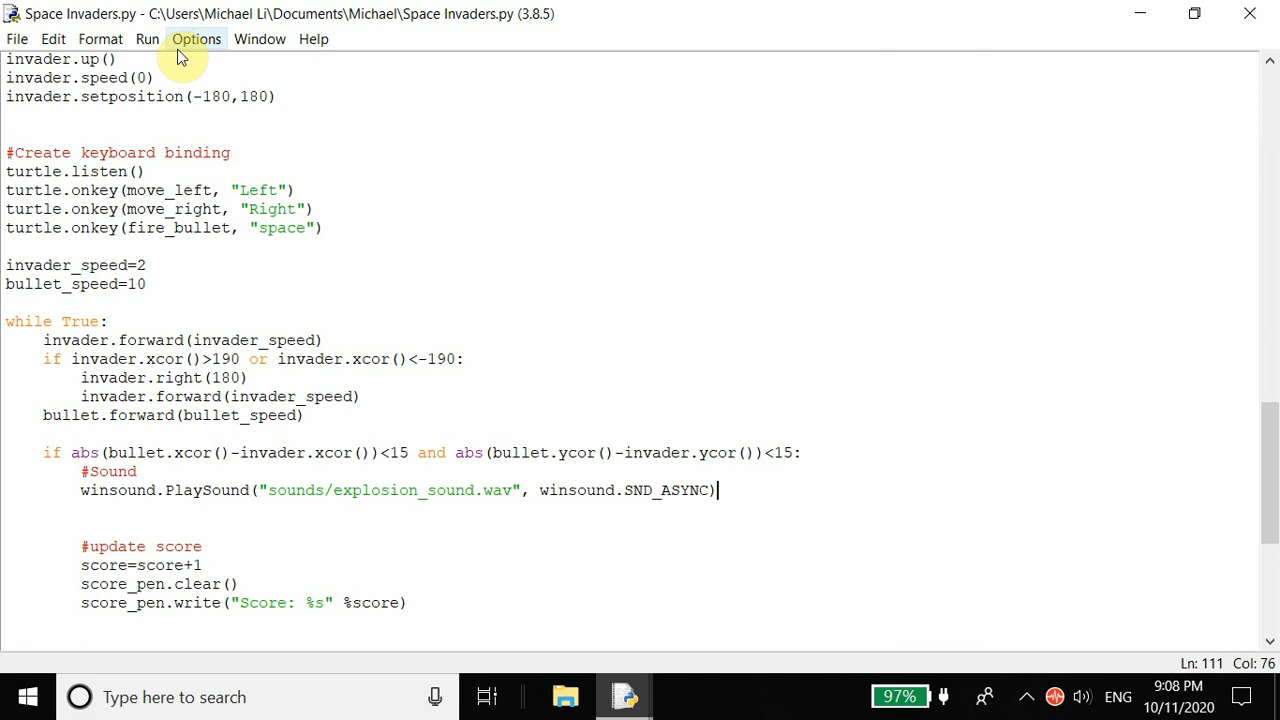 Space Invaders.py - C:\Users\Michael Li\Documents\Michael\Space Invaders.py (3.8.5)
File Edit Format Run Options Window Help
invader.up()
invader.speed(0)
invader.setposition(-180,180)
#Create keyboard binding
turtle.listen()
turtle.onkey(move_left, "Left")
turtle.onkey(move_right, "Right")
turtle.onkey(fire_bullet, "space")
invader_speed=2
bullet_speed=10
while True:
    invader.forward(invader_speed)
    if invader.xcor()>190 or invader.xcor()<-190:
        invader.right(180)
        invader.forward(invader_speed)
    bullet.forward(bullet_speed)
    if abs(bullet.xcor()-invader.xcor())<15 and abs(bullet.ycor()-invader.ycor())<15:
        #Sound
        winsound.PlaySound("sounds/explosion_sound.wav", winsound.SND_ASYNC)
        #update score
        score=score+1
        score_pen.clear()
        score_pen.write("Score: %s" %score)
Ln: 111 Col: 76
Type here to search
97%
ENG
9:08 PM
10/11/2020